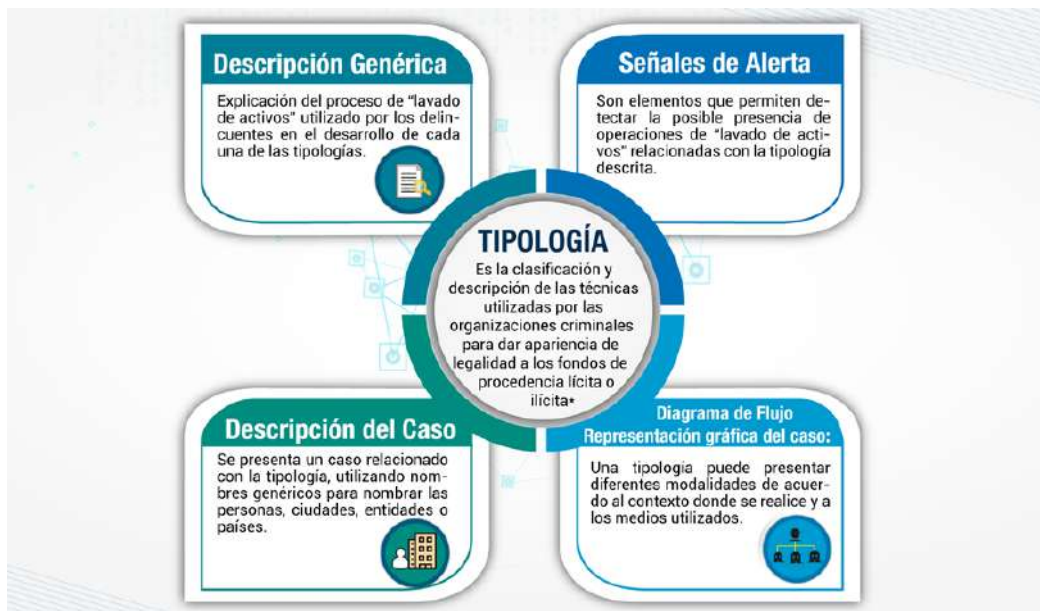 Descripción Genérica
Explicación del proceso de “lavado
de activos” utilizado por los delin-
cuentes en el desarrollo de cada
una de las tipologías.
Señales de Alerta
Son elementos que permiten de-
tectar la posible presencia de
operaciones de “lavado de acti-
vos” relacionadas con la tipología
descrita.
TIPOLOGÍA
Es la clasificación y
descripción de las técnicas
utilizadas por las
organizaciones criminales
para dar apariencia de
legalidad a los fondos de
procedencia lícita o
ilícita*
Descripción del Caso
Se presenta un caso relacionado
con la tipología, utilizando nom-
bres genéricos para nombrar las
personas, ciudades, entidades o
países.
Diagrama de Flujo
Representación gráfica del caso:
Una tipología puede presentar
diferentes modalidades de acuer-
do al contexto donde se realice y a
los medios utilizados.